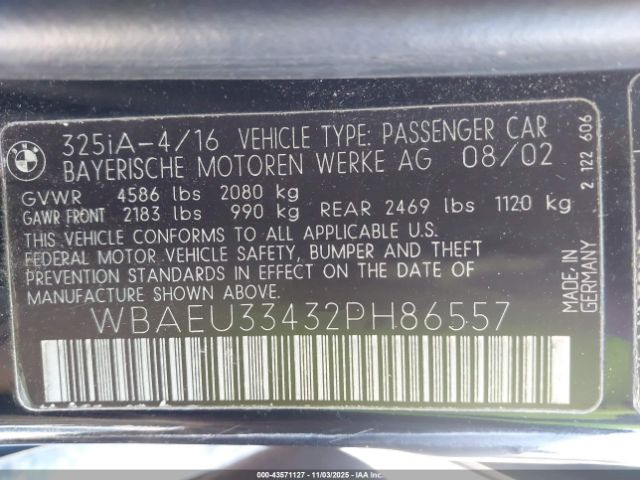 325iA-4/16 VEHICLE TYPE: PASSENGER CAR
BAYERISCHE MOTOREN WERKE AG 08/02
GVWR 4586 lbs 2080 kg
GAWR FRONT 2183 lbs 990 kg REAR 2469 lbs 1120 kg
THIS VEHICLE CONFORMS TO ALL APPLICABLE U.S.
FEDERAL MOTOR VEHICLE SAFETY, BUMPER AND THEFT
PREVENTION STANDARDS IN EFFECT ON THE DATE OF
MANUFACTURE SHOWN ABOVE.
WBAEU33432PH86557
MADE IN
GERMANY
2 122 606
BMW
000-43571127 - 11/03/2025 - IAAI.com